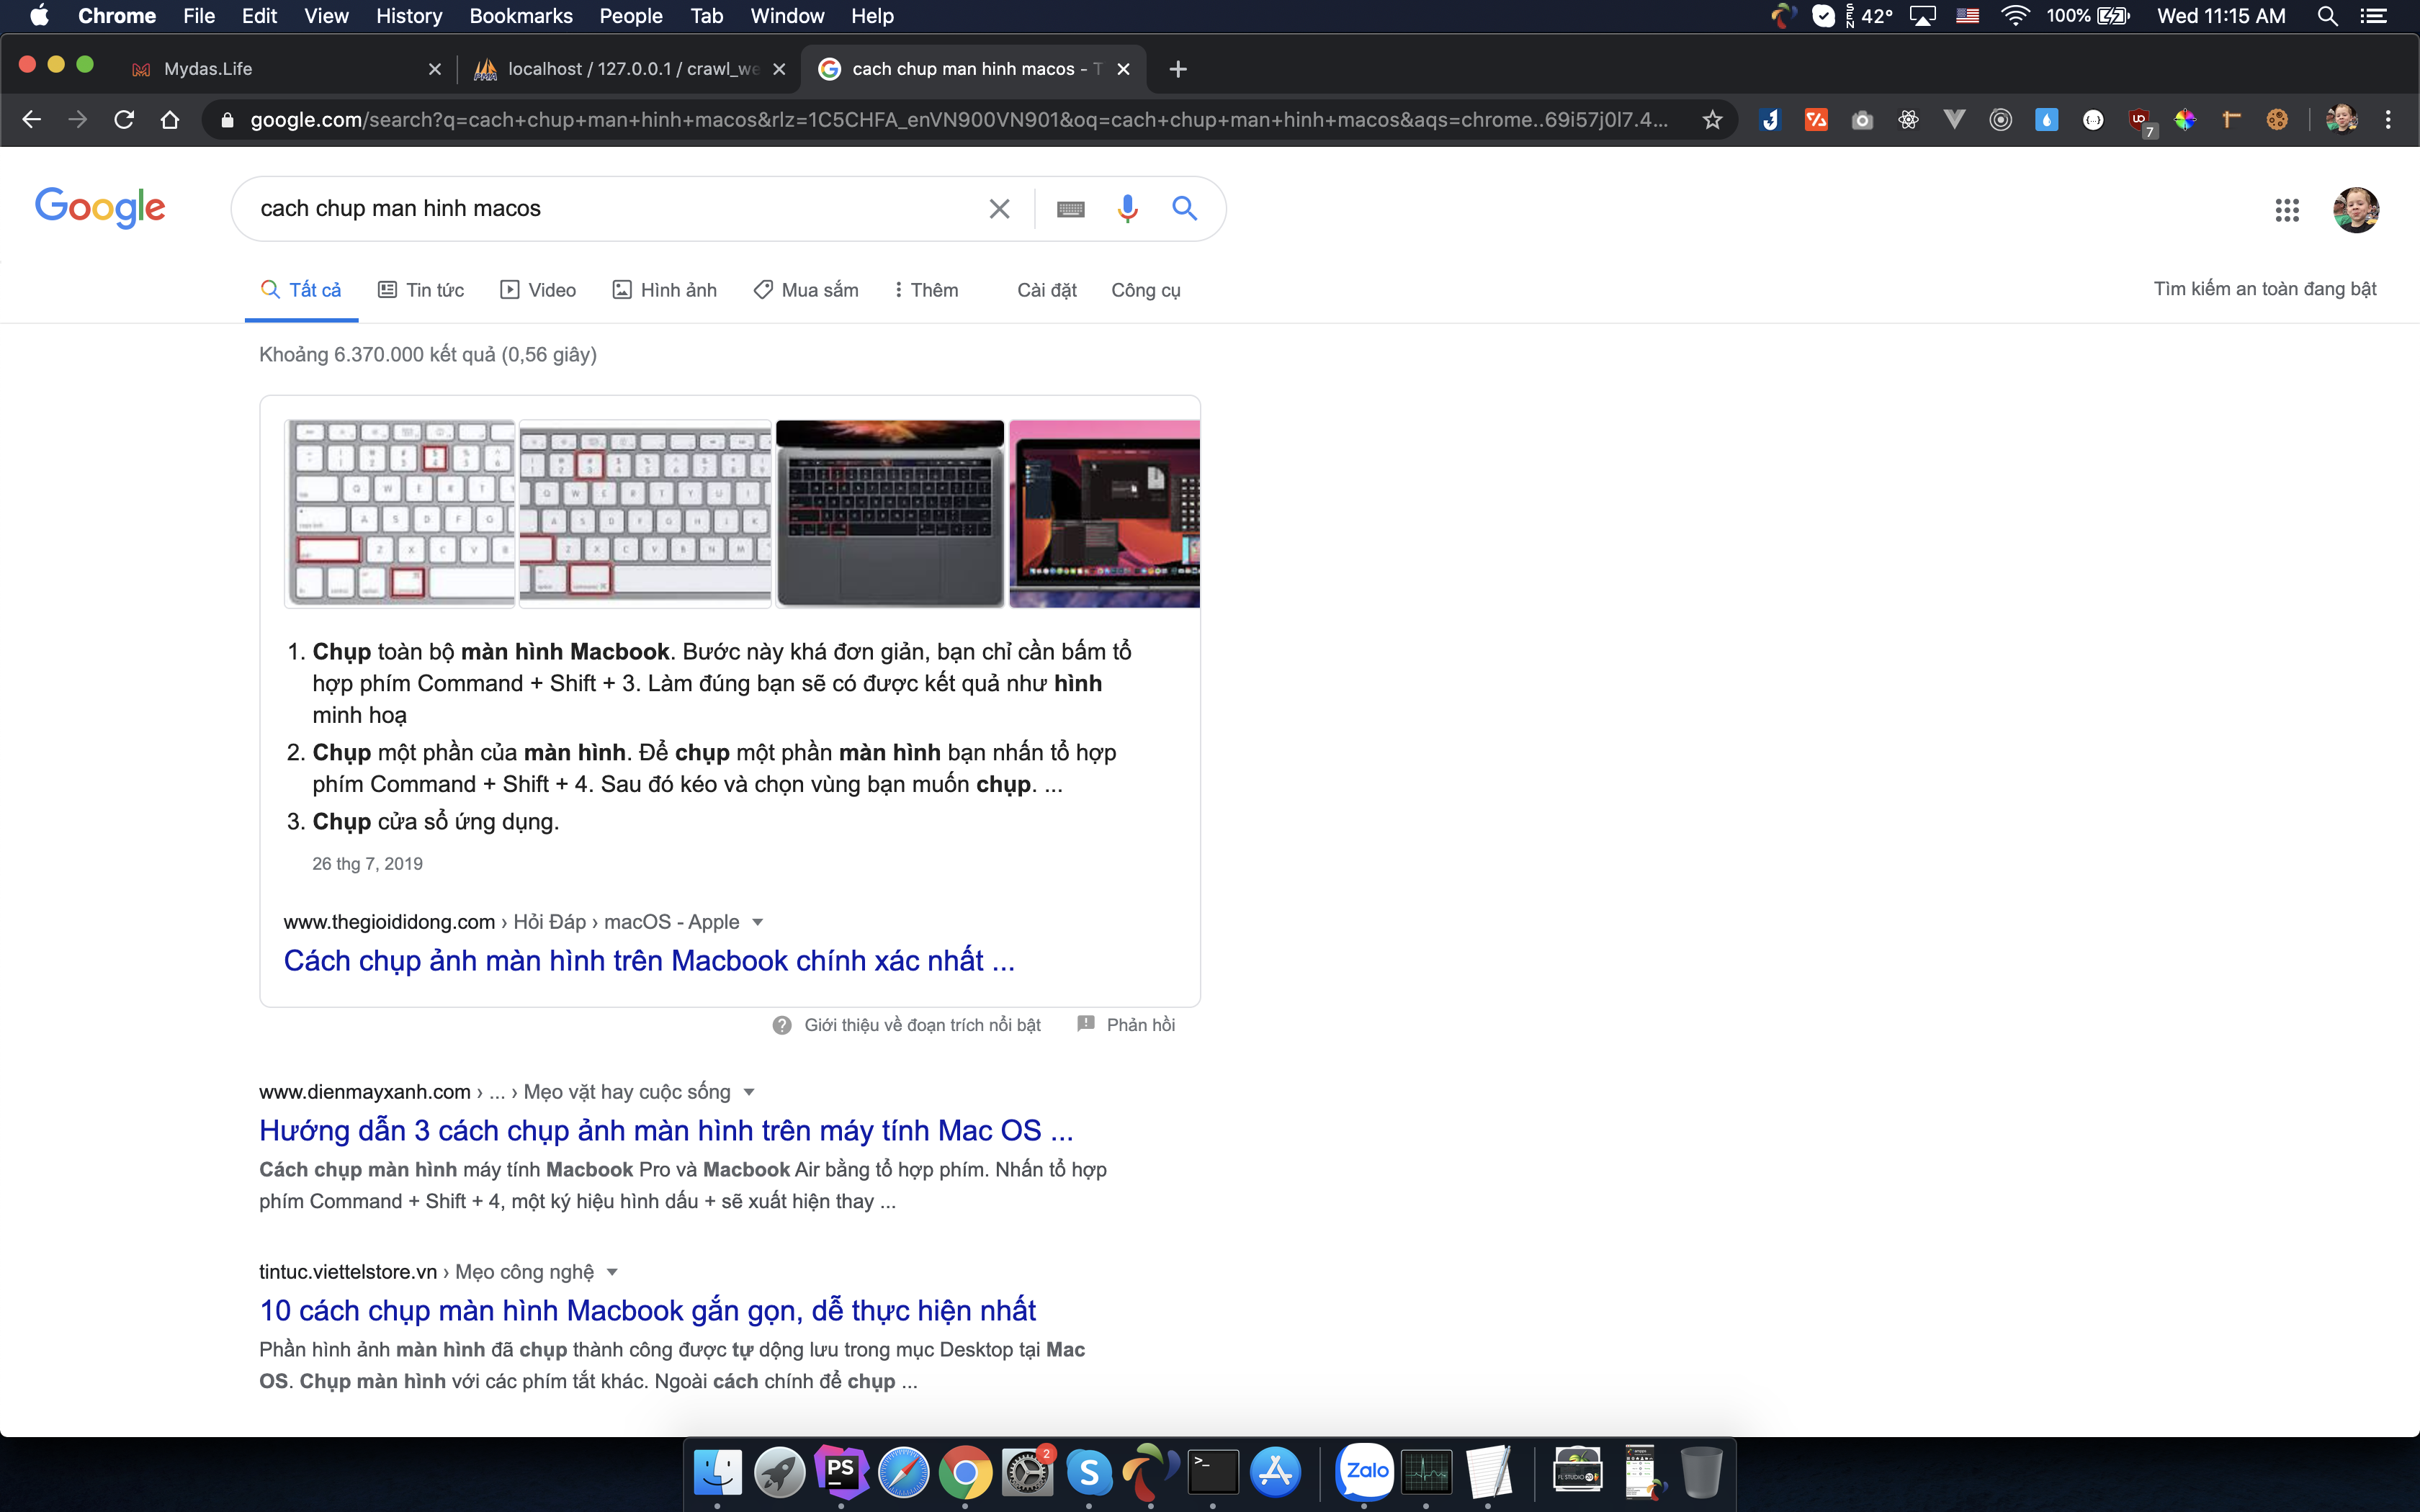 Chrome File Edit View History Bookmarks People Tab Window Help
SEN 42° 100% Wed 11:15 AM
Mydas.Life
localhost / 127.0.0.1 / crawl_we
cach chup man hinh macos - T
google.com/search?q=cach+chup+man+hinh+macos&rlz=1C5CHFA_enVN900VN901&oq=cach+chup+man+hinh+macos&aqs=chrome..69i57j0l7.4...
7
Google
cach chup man hinh macos
Tất cả Tin tức Video Hình ảnh Mua sắm Thêm Cài đặt Công cụ
Tìm kiếm an toàn đang bật
Khoảng 6.370.000 kết quả (0,56 giây)
1. Chụp toàn bộ màn hình Macbook. Bước này khá đơn giản, bạn chỉ cần bấm tổ
hợp phím Command + Shift + 3. Làm đúng bạn sẽ có được kết quả như hình
minh hoạ
2. Chụp một phần của màn hình. Để chụp một phần màn hình bạn nhấn tổ hợp
phím Command + Shift + 4. Sau đó kéo và chọn vùng bạn muốn chụp. ...
3. Chụp cửa sổ ứng dụng.
26 thg 7, 2019
www.thegioididong.com › Hỏi Đáp › macOS - Apple
Cách chụp ảnh màn hình trên Macbook chính xác nhất ...
Giới thiệu về đoạn trích nổi bật Phản hồi
www.dienmayxanh.com › ... › Mẹo vặt hay cuộc sống
Hướng dẫn 3 cách chụp ảnh màn hình trên máy tính Mac OS ...
Cách chụp màn hình máy tính Macbook Pro và Macbook Air bằng tổ hợp phím. Nhấn tổ hợp
phím Command + Shift + 4, một ký hiệu hình dấu + sẽ xuất hiện thay ...
tintuc.viettelstore.vn › Mẹo công nghệ
10 cách chụp màn hình Macbook gắn gọn, dễ thực hiện nhất
Phần hình ảnh màn hình đã chụp thành công được tự động lưu trong mục Desktop tại Mac
OS. Chụp màn hình với các phím tắt khác. Ngoài cách chính để chụp ...
PS
2
Zalo
FL STUDIO 20